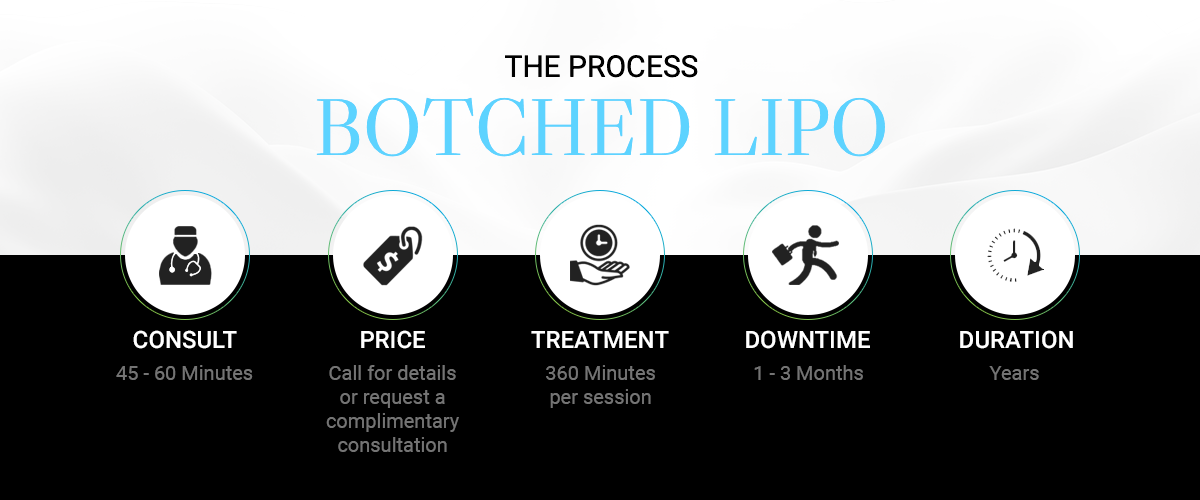 THE PROCESS
BOTCHED LIPO
$
CONSULT
45 - 60 Minutes
PRICE
Call for details
or request a
complimentary
consultation
TREATMENT
360 Minutes
per session
DOWNTIME
1 - 3 Months
DURATION
Years